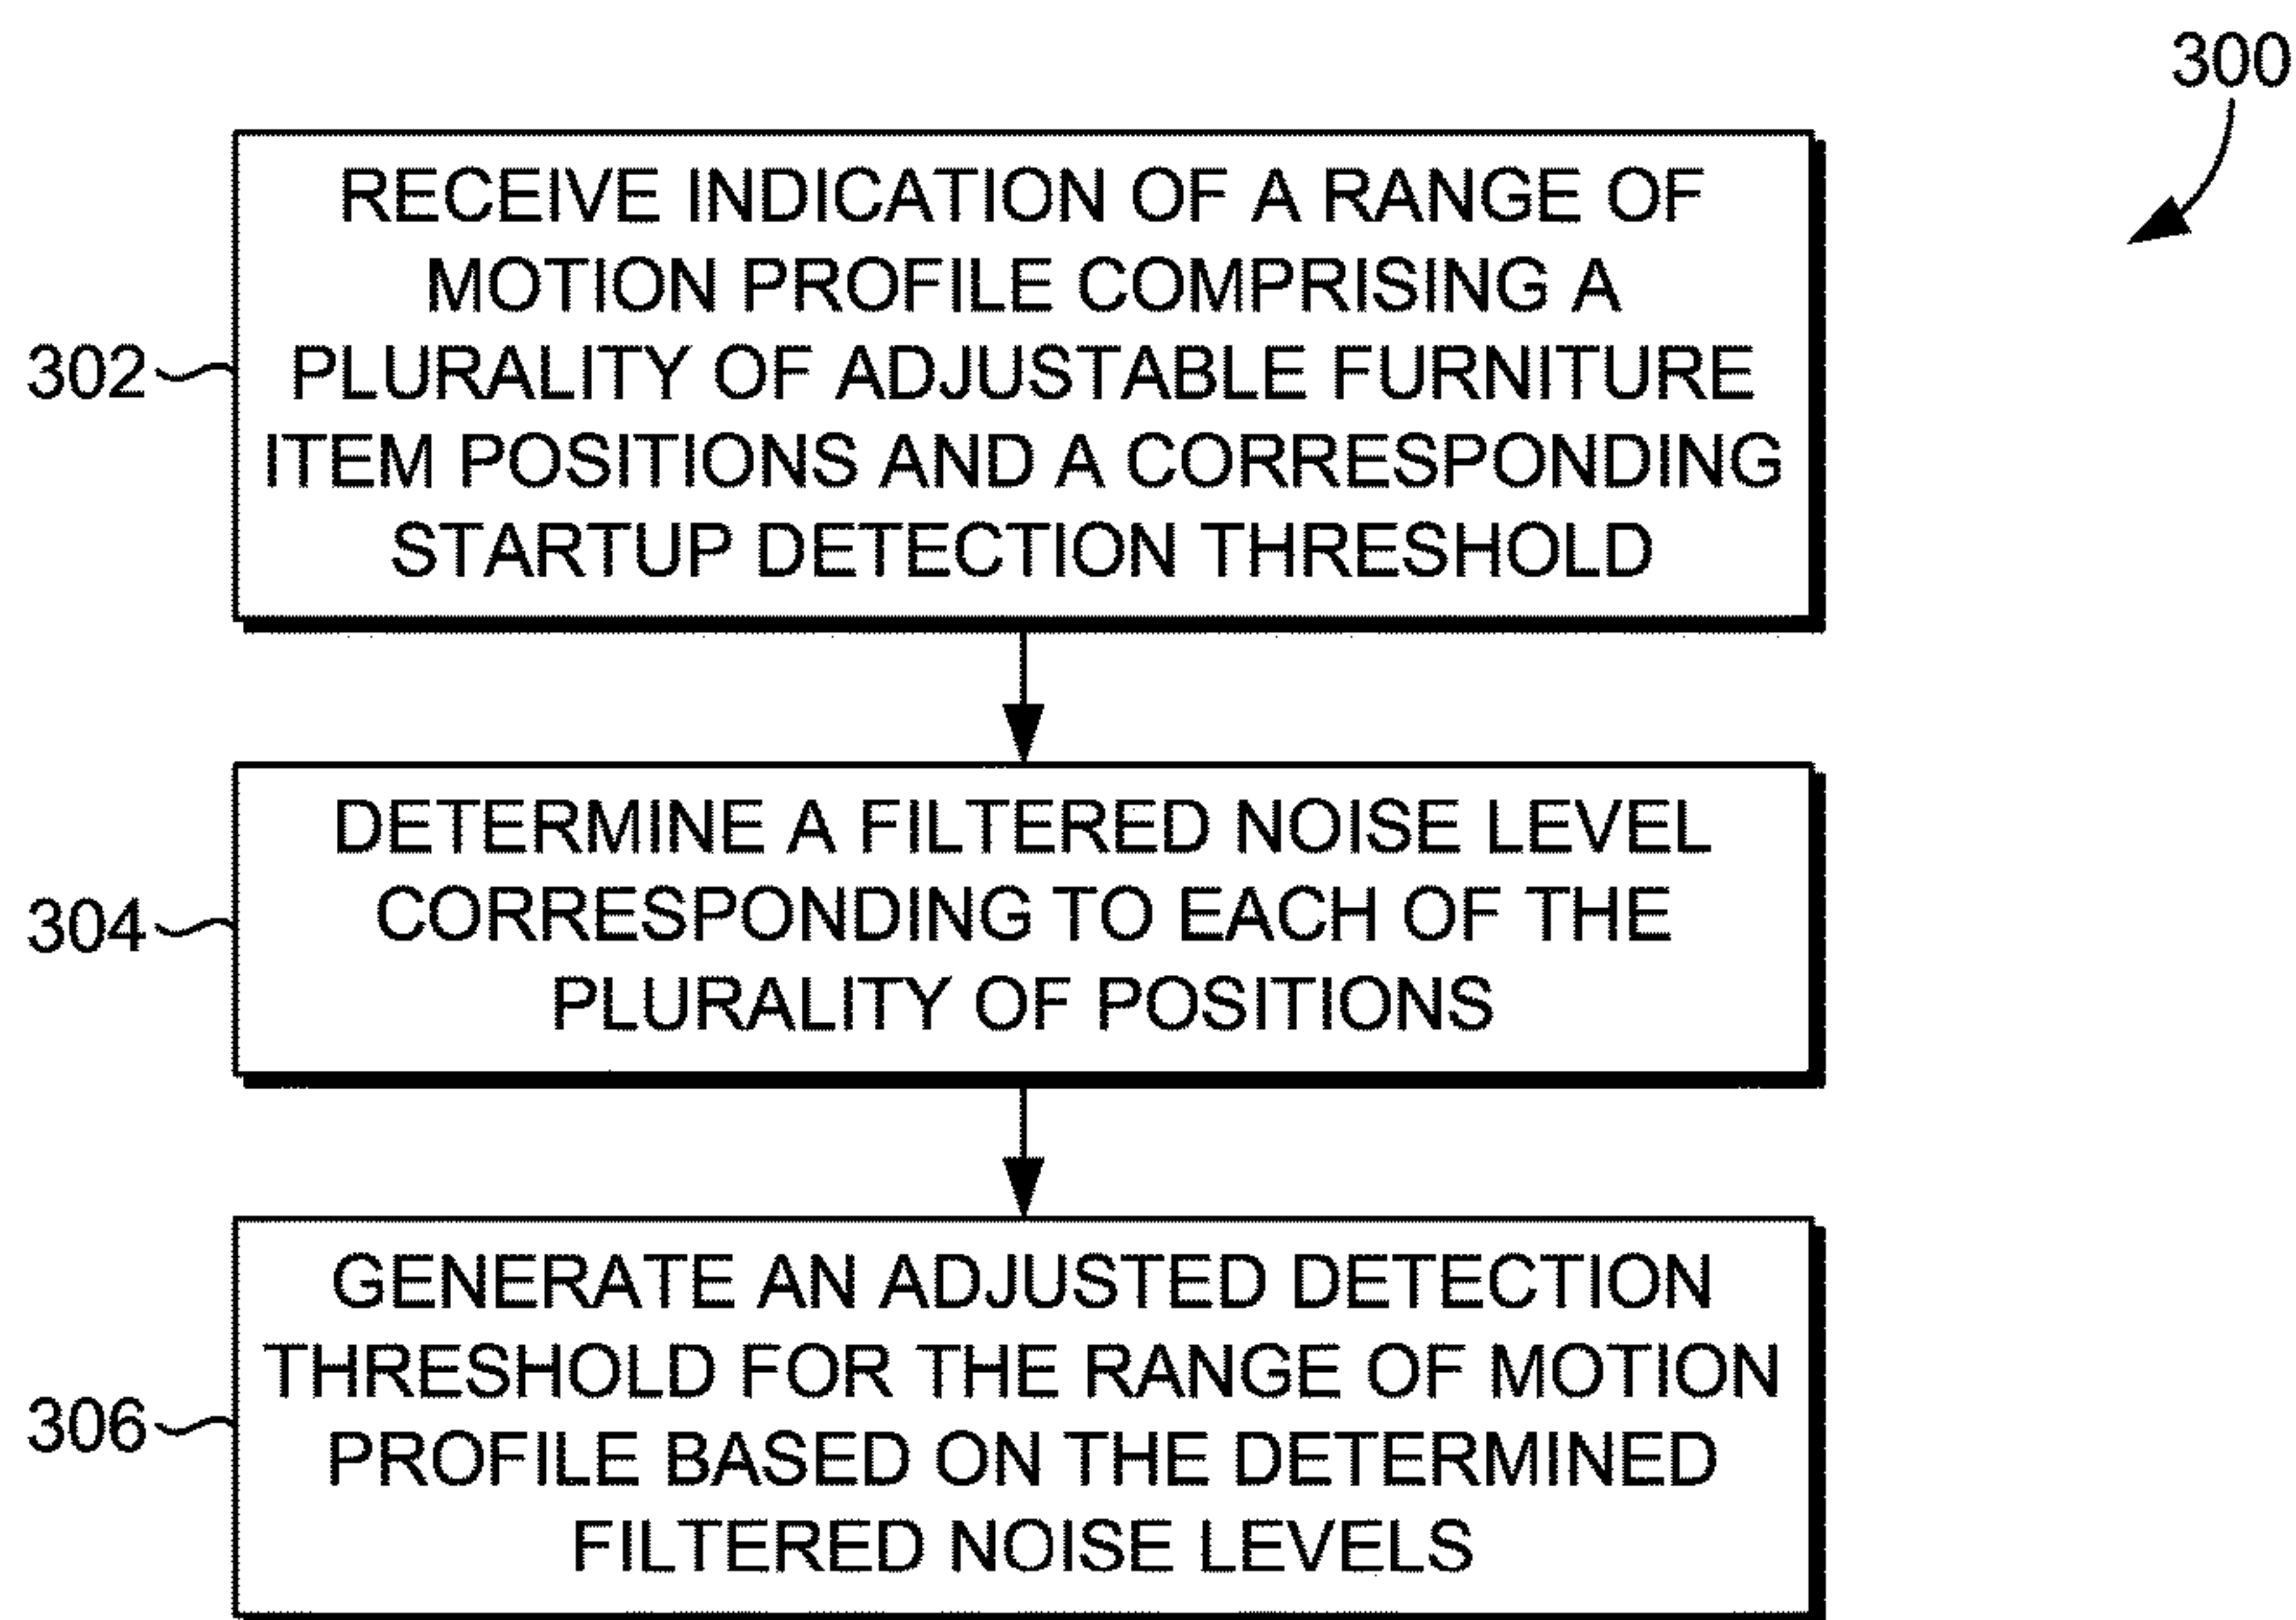 300
RECEIVE INDICATION OF A RANGE OF
MOTION PROFILE COMPRISING A
PLURALITY OF ADJUSTABLE FURNITURE
ITEM POSITIONS AND A CORRESPONDING
STARTUP DETECTION THRESHOLD
302
DETERMINE A FILTERED NOISE LEVEL
CORRESPONDING TO EACH OF THE
PLURALITY OF POSITIONS
304
GENERATE AN ADJUSTED DETECTION
THRESHOLD FOR THE RANGE OF MOTION
PROFILE BASED ON THE DETERMINED
FILTERED NOISE LEVELS
306